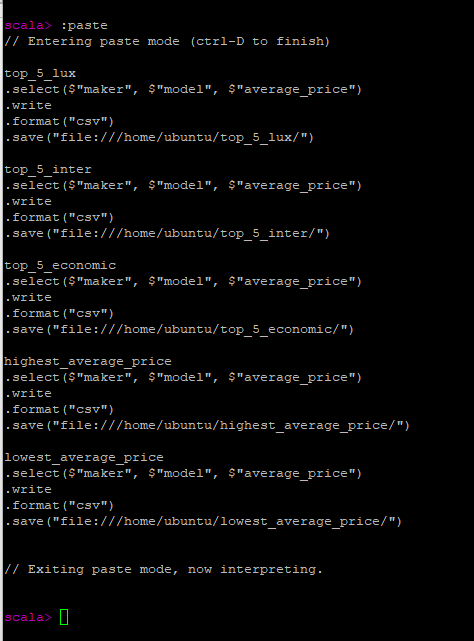 scala> :paste
// Entering paste mode (ctrl-D to finish)
top_5_lux
.select($"maker", $"model", $"average_price")
.write
.format("csv")
.save("file:///home/ubuntu/top_5_lux/")
top_5_inter
.select($"maker", $"model", $"average_price")
.write
.format("csv")
.save("file:///home/ubuntu/top_5_inter/")
top_5_economic
.select($"maker", $"model", $"average_price")
.write
.format("csv")
.save("file:///home/ubuntu/top_5_economic/")
highest_average_price
.select($"maker", $"model", $"average_price")
.write
.format("csv")
.save("file:///home/ubuntu/highest_average_price/")
lowest_average_price
.select($"maker", $"model", $"average_price")
.write
.format("csv")
.save("file:///home/ubuntu/lowest_average_price/")
// Exiting paste mode, now interpreting.
scala>